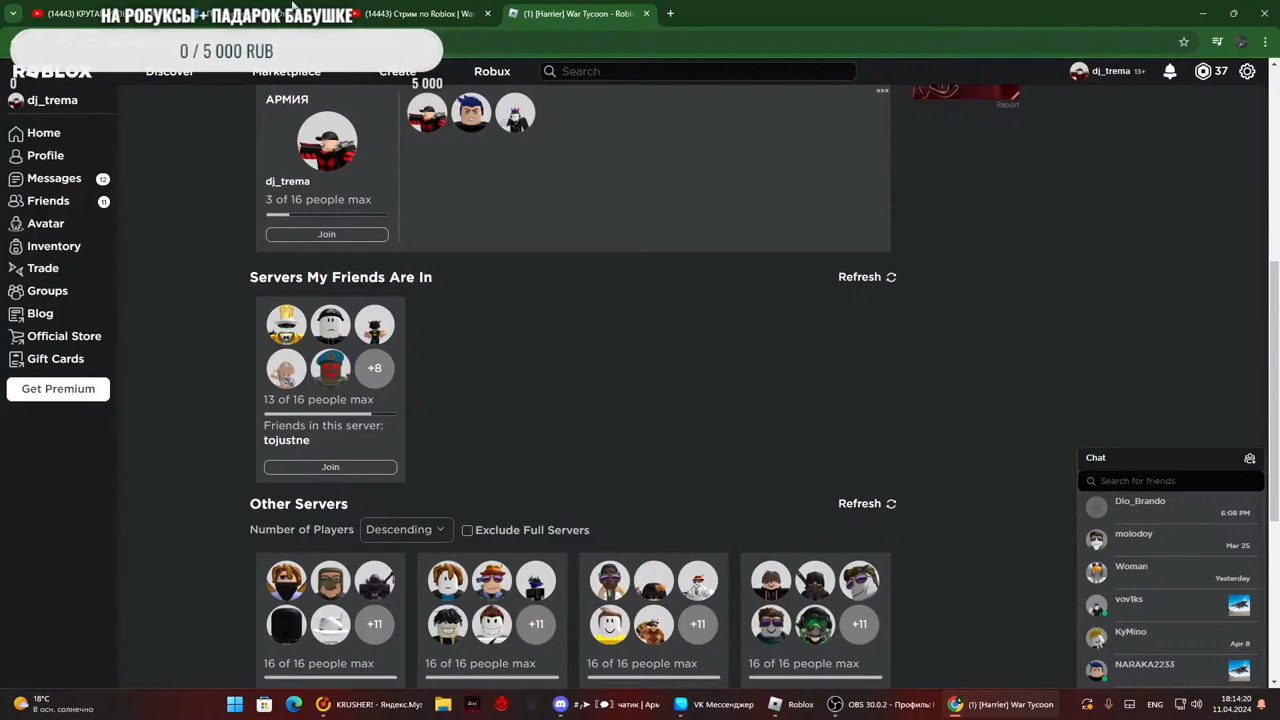 (14443) КРУТА
(14443) Стрим по Roblox | War
[Harrier] War Tycoon - Robl
НА РОБУКСЫ + ПАДАРОК БАБУШКЕ
0 / 5 000 RUB
0
5 000
ROBLOX
Discover
Marketplace
Create
Robux
Search
dj_trema 13+
37
dj_trema
Home
Profile
Messages 12
Friends 11
Avatar
Inventory
Trade
Groups
Blog
Official Store
Gift Cards
Get Premium
АРМИЯ
dj_trema
3 of 16 people max
Join
Report
Servers My Friends Are In
Refresh
+8
13 of 16 people max
Friends in this server:
tojustne
Join
Other Servers
Refresh
Number of Players
Descending
Exclude Full Servers
+11
+11
+11
+11
16 of 16 people max
16 of 16 people max
16 of 16 people max
16 of 16 people max
Chat
Search for friends
Dio_Brando
6:08 PM
molodoy
Mar 25
Woman
Yesterday
vov1ks
KyMino
Apr 8
NARAKA2233
18°C
В осн. солнечно
KRUSHER! — Яндекс.Муз
чатик | Арм
VK Мессенджер
Roblox
OBS 30.0.2 - Профиль:
(1) [Harrier] War Tycoon
ENG
18:14:20
11.04.2024